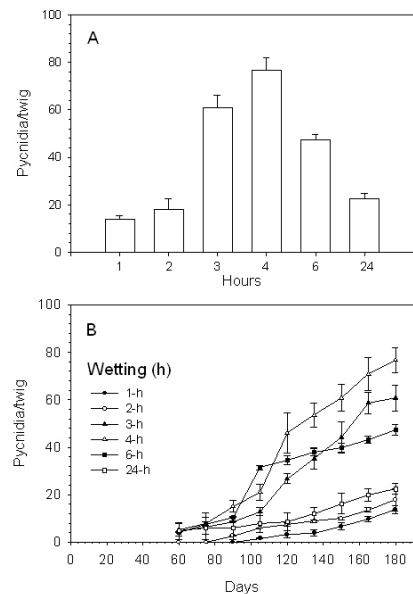 A
Pycnidia/twig
100
80
60
40
20
0
1 2 3 4 6 24
Hours
B
Pycnidia/twig
100
80
60
40
20
0
Wetting (h)
1-h
2-h
3-h
4-h
6-h
24-h
0 20 40 60 80 100 120 140 160 180
Days